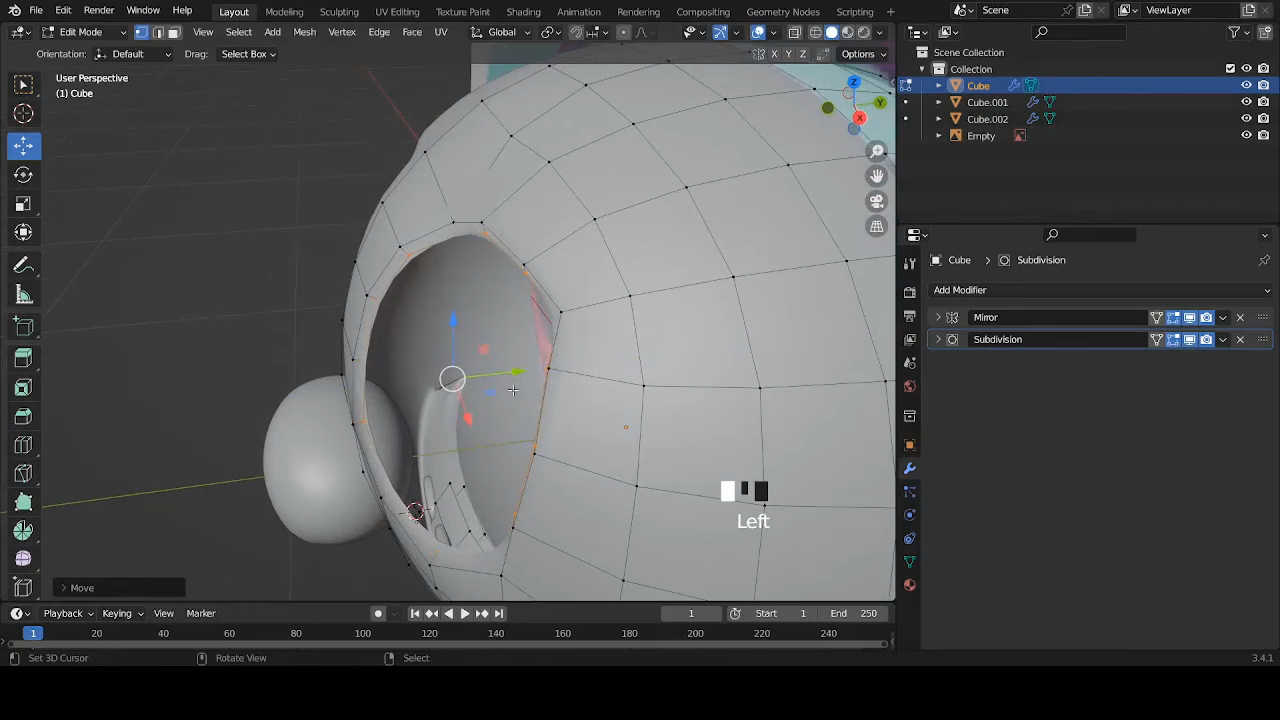 File Edit Render Window Help Layout Modeling Sculpting UV Editing Texture Paint Shading Animation Rendering Compositing Geometry Nodes Scripting Scene ViewLayer
Edit Mode View Select Add Mesh Vertex Edge Face UV Global
Orientation: Default Drag: Select Box X Y Z Options
User Perspective
(1) Cube
Z
Y
X
Scene Collection
Collection
Cube
Cube.001
Cube.002
Empty
Cube > Subdivision
Add Modifier
Mirror
Subdivision
Left
> Move
Playback Keying View Marker 1 Start 1 End 250
1 20 40 60 80 100 120 140 160 180 200 220 240
Set 3D Cursor Rotate View Select 3.4.1